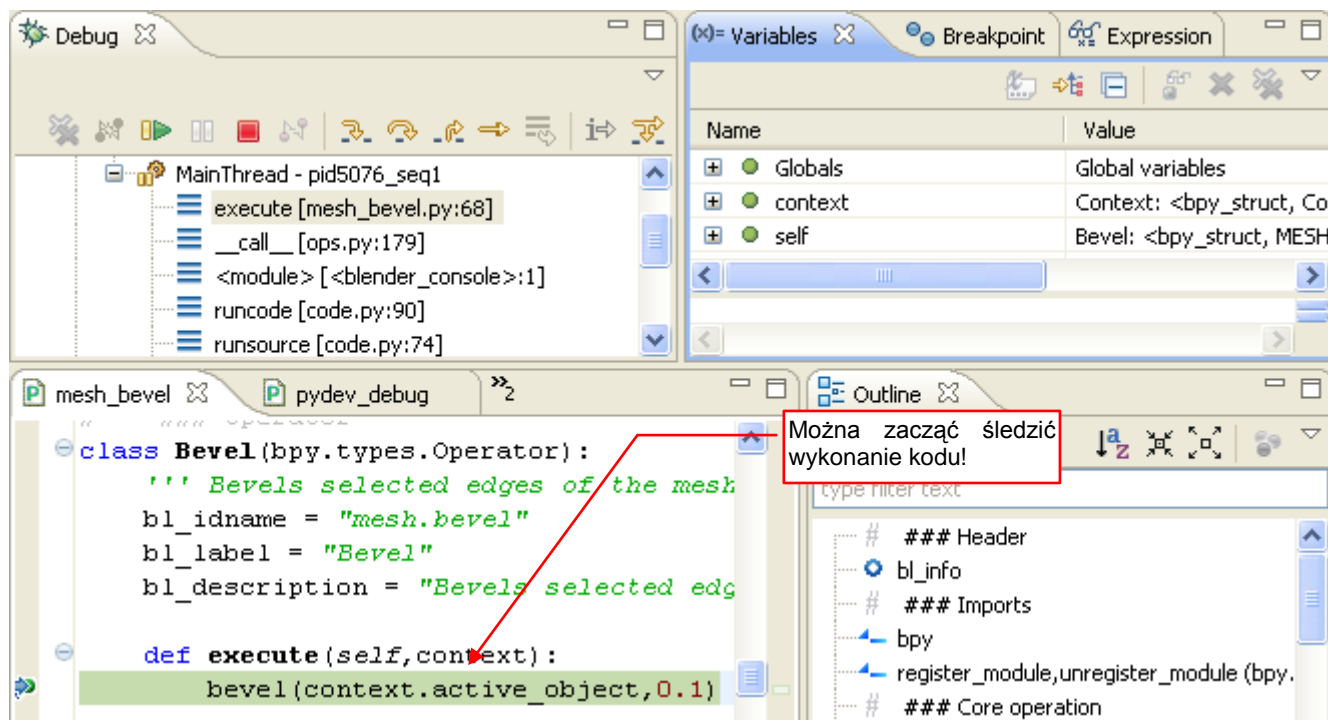 Debug
(x)= Variables Breakpoint Expression
Name Value
MainThread - pid5076_seq1
execute [mesh_bevel.py:68]
__call__ [ops.py:179]
<module> [<blender_console>:1]
runcode [code.py:90]
runsource [code.py:74]
Globals Global variables
context Context: <bpy_struct, Co
self Bevel: <bpy_struct, MESH
mesh_bevel pydev_debug »2
# ### Operator
class Bevel(bpy.types.Operator):
''' Bevels selected edges of the mesh
bl_idname = "mesh.bevel"
bl_label = "Bevel"
bl_description = "Bevels selected edg
def execute(self,context):
bevel(context.active_object,0.1)
Można zacząć śledzić
wykonanie kodu!
Outline
type filter text
# ### Header
bl_info
# ### Imports
bpy
register_module,unregister_module (bpy.
# ### Core operation